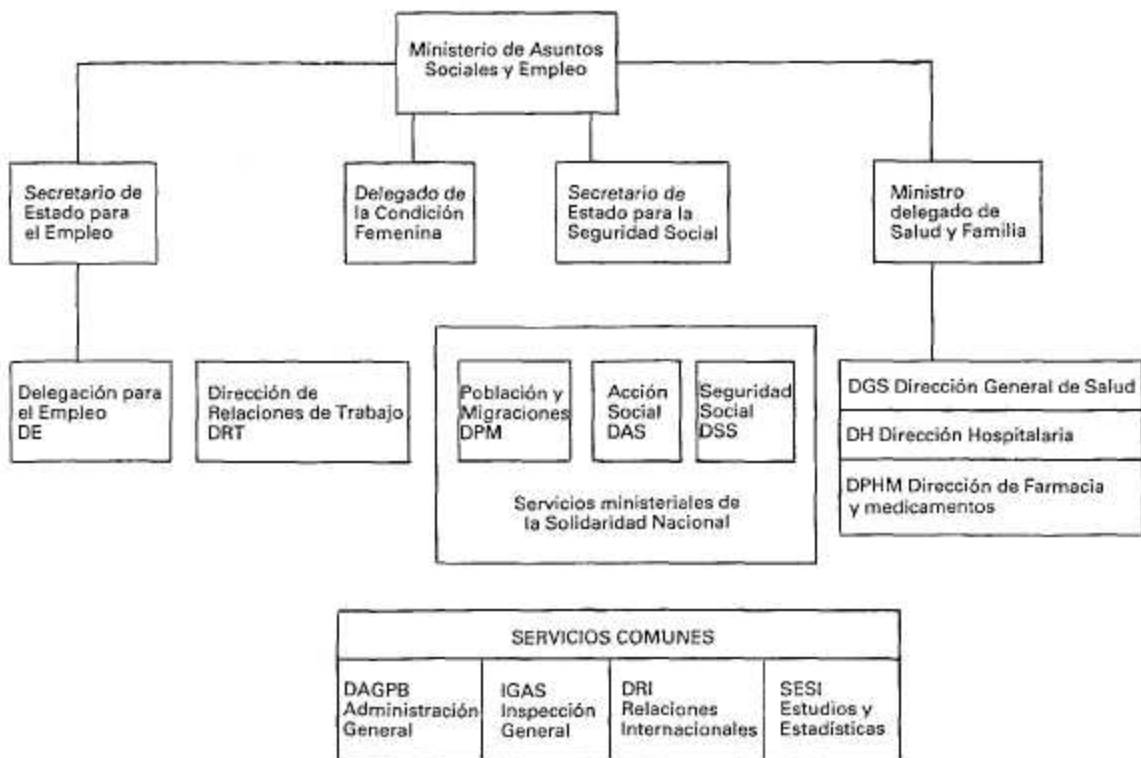 Ministerio de Asuntos
Sociales y Empleo
Secretario de
Estado para
el Empleo
Delegado de
la Condición
Femenina
Secretario de
Estado para la
Seguridad Social
Ministro
delegado de
Salud y Familia
Delegación para
el Empleo
DE
Dirección de
Relaciones de Trabajo
DRT
Población y
Migraciones
DPM
Acción
Social
DAS
Seguridad
Social
DSS
Servicios ministeriales de
la Solidaridad Nacional
DGS Dirección General de Salud
DH Dirección Hospitalaria
DPHM Dirección de Farmacia
y medicamentos
SERVICIOS COMUNES
DAGPB
Administración
General
IGAS
Inspección
General
DRI
Relaciones
Internacionales
SESI
Estudios y
Estadísticas